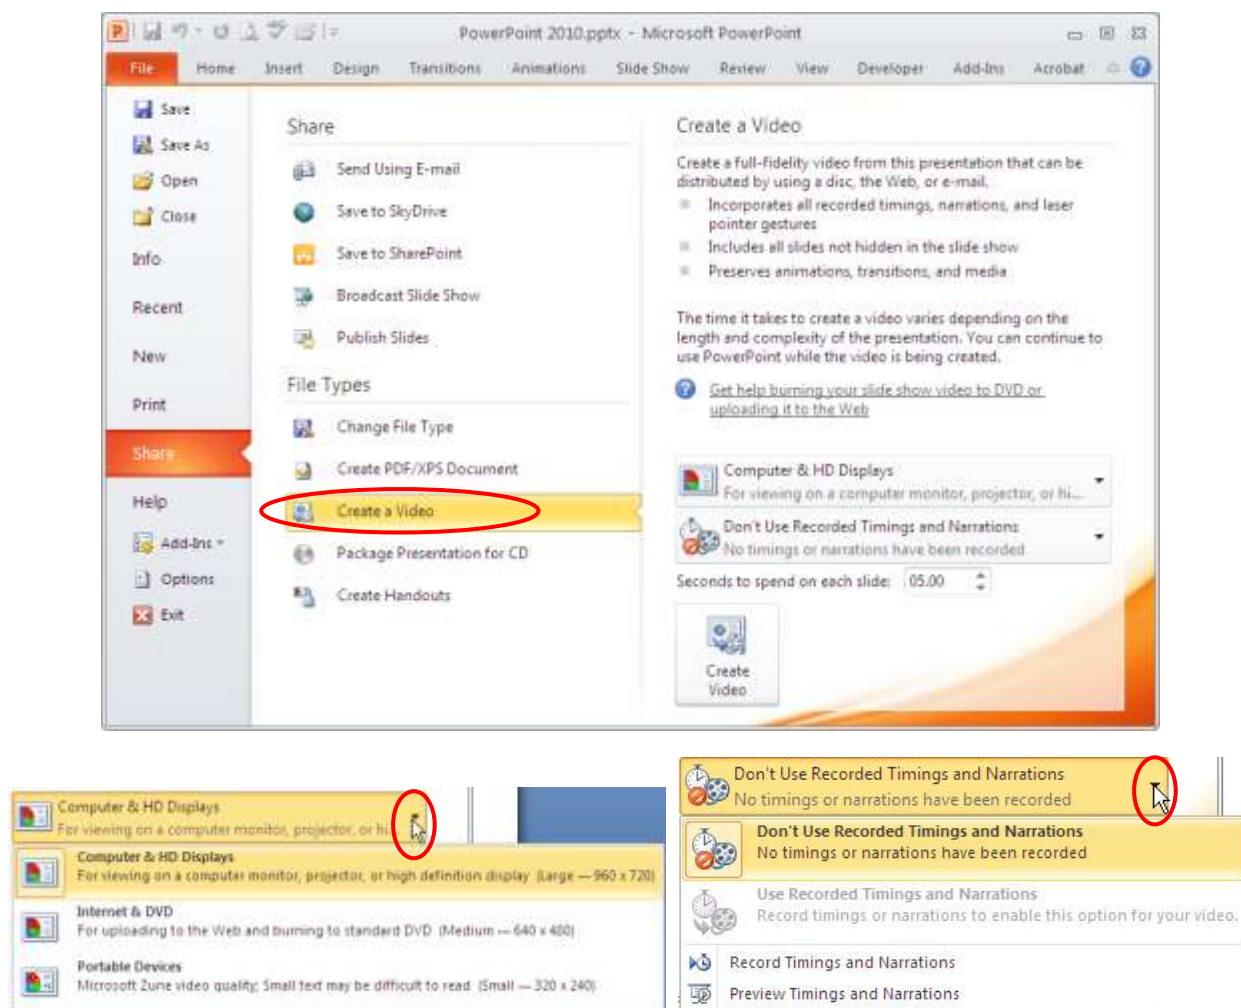 PowerPoint 2010.pptx - Microsoft PowerPoint
File Home Insert Design Transitions Animations Slide Show Review View Developer Add-Ins Acrobat
Save
Save As
Open
Close
Info
Recent
New
Print
Share
Help
Add-Ins
Options
Exit
Share
Send Using E-mail
Save to SkyDrive
Save to SharePoint
Broadcast Slide Show
Publish Slides
File Types
Change File Type
Create PDF/XPS Document
Create a Video
Package Presentation for CD
Create Handouts
Create a Video
Create a full-fidelity video from this presentation that can be
distributed by using a disc, the Web, or e-mail.
Incorporates all recorded timings, narrations, and laser
pointer gestures
Includes all slides not hidden in the slide show
Preserves animations, transitions, and media
The time it takes to create a video varies depending on the
length and complexity of the presentation. You can continue to
use PowerPoint while the video is being created.
Get help burning your slide show video to DVD or
uploading it to the Web
Computer & HD Displays
For viewing on a computer monitor, projector, or hi...
Don't Use Recorded Timings and Narrations
No timings or narrations have been recorded
Seconds to spend on each slide: 05.00
Create
Video
Computer & HD Displays
For viewing on a computer monitor, projector, or hi...
Computer & HD Displays
For viewing on a computer monitor, projector, or high definition display (Large — 960 x 720)
Internet & DVD
For uploading to the Web and burning to standard DVD (Medium — 640 x 480)
Portable Devices
Microsoft Zune video quality; Small text may be difficult to read (Small — 320 x 240)
Don't Use Recorded Timings and Narrations
No timings or narrations have been recorded
Don't Use Recorded Timings and Narrations
No timings or narrations have been recorded
Use Recorded Timings and Narrations
Record timings or narrations to enable this option for your video.
Record Timings and Narrations
Preview Timings and Narrations